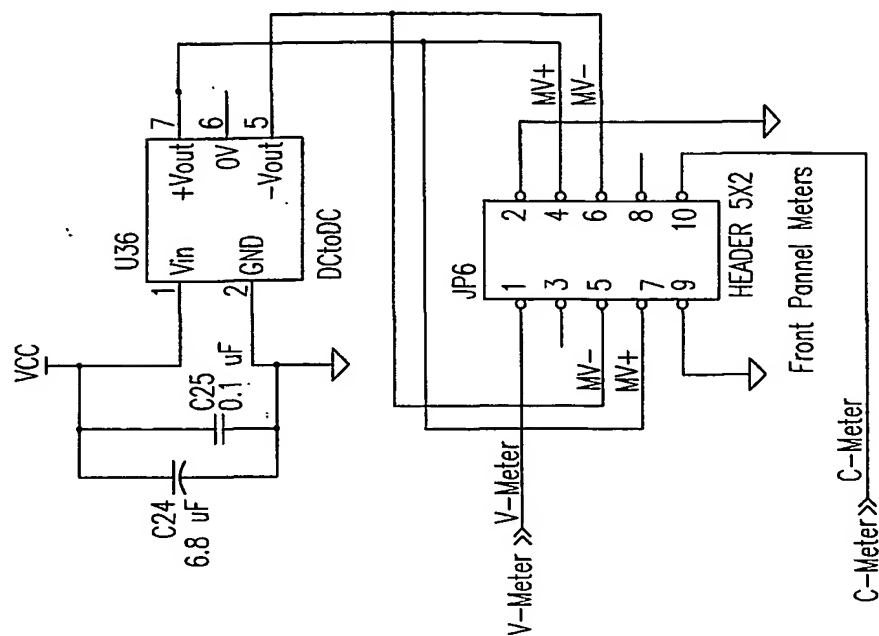 VCC
U36
1
Vin
+Vout
7
0V
6
2
GND
-Vout
5
DCtoDC
C24
6.8 uF
C25
0.1 uF
JP6
1
2
3
4
5
6
7
8
9
10
MV+
MV-
MV-
MV+
HEADER 5X2
Front Pannel Meters
V-Meter
V-Meter
C-Meter
C-Meter